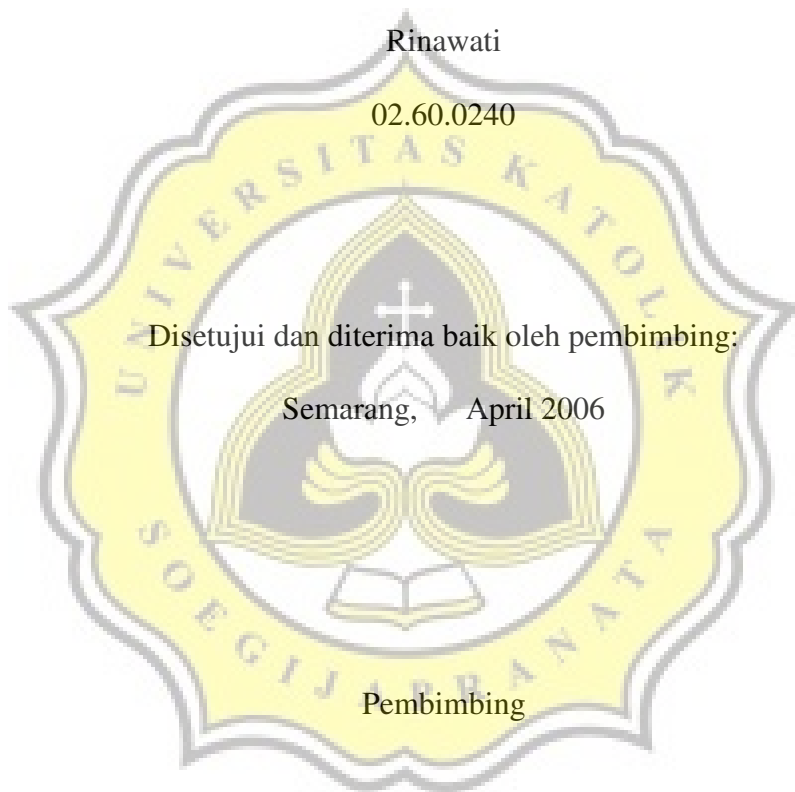 Rinawati
02.60.0240
UNIVERSITAS KATOLIK
Disetujui dan diterima baik oleh pembimbing:
Semarang, April 2006
SOEGIJAPRANATA
Pembimbing